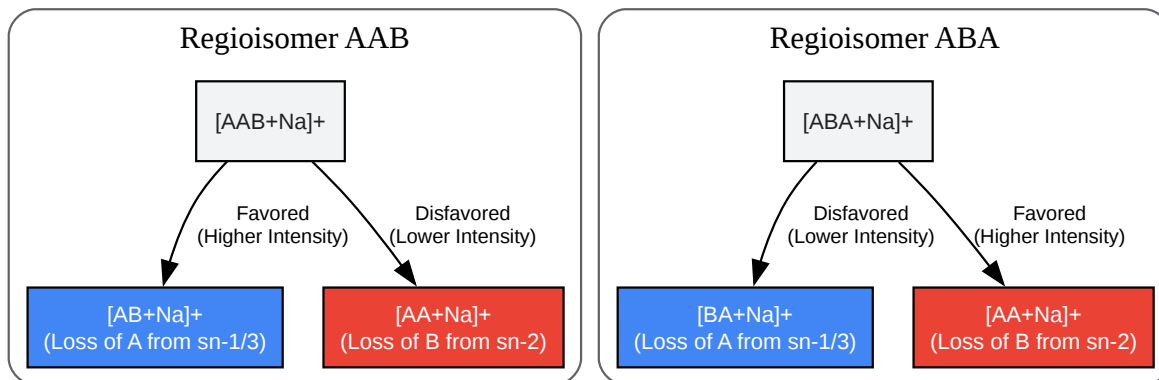 Regioisomer AAB
[AAB+Na]+
Favored
(Higher Intensity)
Disfavored
(Lower Intensity)
[AB+Na]+
(Loss of A from sn-1/3)
[AA+Na]+
(Loss of B from sn-2)
Regioisomer ABA
[ABA+Na]+
Disfavored
(Lower Intensity)
Favored
(Higher Intensity)
[BA+Na]+
(Loss of A from sn-1/3)
[AA+Na]+
(Loss of B from sn-2)